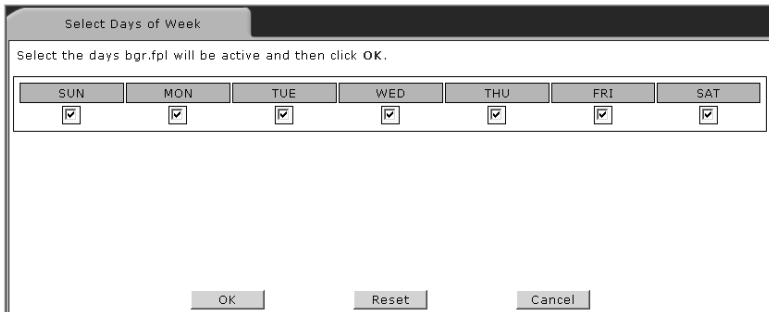 Select Days of Week
Select the days bgr.fpl will be active and then click OK.
SUN MON TUE WED THU FRI SAT
OK Reset Cancel